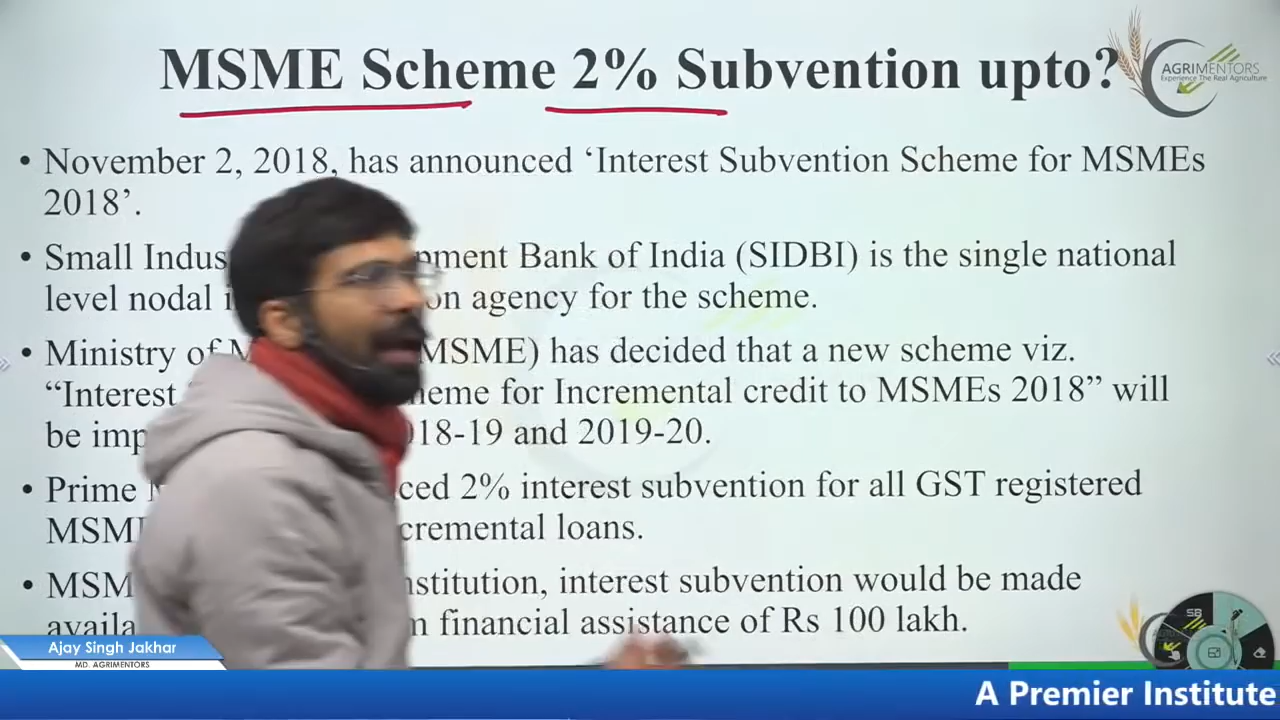 MSME Scheme 2% Subvention upto?
AGRIMENTORS
Experience The Real Agriculture
• November 2, 2018, has announced ‘Interest Subvention Scheme for MSMEs
2018’.
• Small Indus pment Bank of India (SIDBI) is the single national
level nodal i on agency for the scheme.
• Ministry of M MSME) has decided that a new scheme viz.
“Interest heme for Incremental credit to MSMEs 2018” will
be imp 18-19 and 2019-20.
• Prime ced 2% interest subvention for all GST registered
MSM cremental loans.
• MSM nstitution, interest subvention would be made
availa m financial assistance of Rs 100 lakh.
SB
Ajay Singh Jakhar
MD. AGRIMENTORS
A Premier Institute